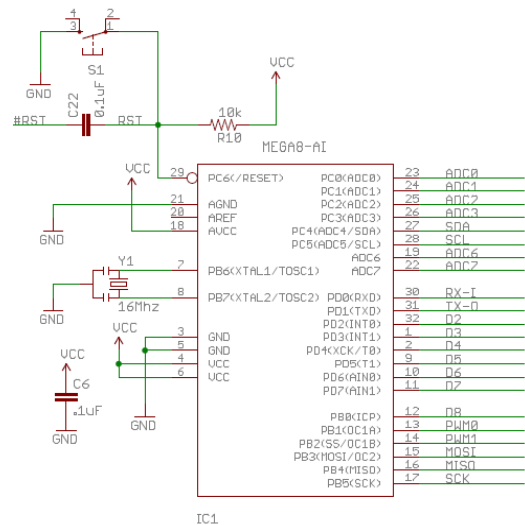 4 2
3 1
S1
GND
VCC
C22
0.1uF
#RST RST
10k
R10
MEGA8-AI
VCC
29 PC6(/RESET) PC0(ADC0) 23 ADC0
PC1(ADC1) 24 ADC1
21 AGND PC2(ADC2) 25 ADC2
20 AREF PC3(ADC3) 26 ADC3
18 AVCC PC4(ADC4/SDA) 27 SDA
PC5(ADC5/SCL) 28 SCL
GND
ADC6 19 ADC6
Y1
7 PB6(XTAL1/TOSC1) ADC7 22 ADC7
8 PB7(XTAL2/TOSC2) PD0(RXD) 30 RX-I
16Mhz
GND
PD1(TXD) 31 TX-O
PD2(INT0) 32 D2
VCC
3 GND PD3(INT1) 1 D3
5 GND PD4(XCK/T0) 2 D4
4 VCC PD5(T1) 9 D5
6 VCC PD6(AIN0) 10 D6
PD7(AIN1) 11 D7
VCC
C6
.1uF
GND
GND
PB0(ICP) 12 D8
PB1(OC1A) 13 PWM0
PB2(SS/OC1B) 14 PWM1
PB3(MOSI/OC2) 15 MOSI
PB4(MISO) 16 MISO
PB5(SCK) 17 SCK
IC1